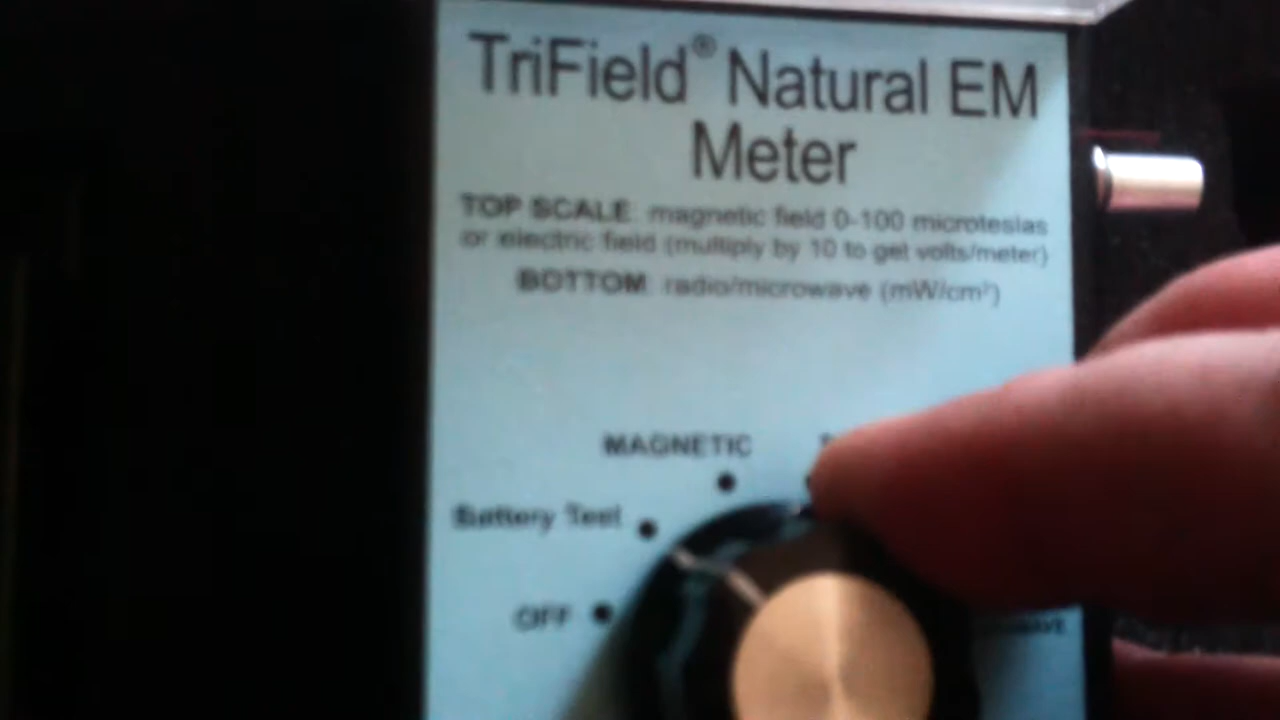 TriField® Natural EM
Meter
TOP SCALE: magnetic field 0-100 microteslas
or electric field (multiply by 10 to get volts/meter)
BOTTOM: radio/microwave (mW/cm²)
MAGNETIC
Battery Test
OFF